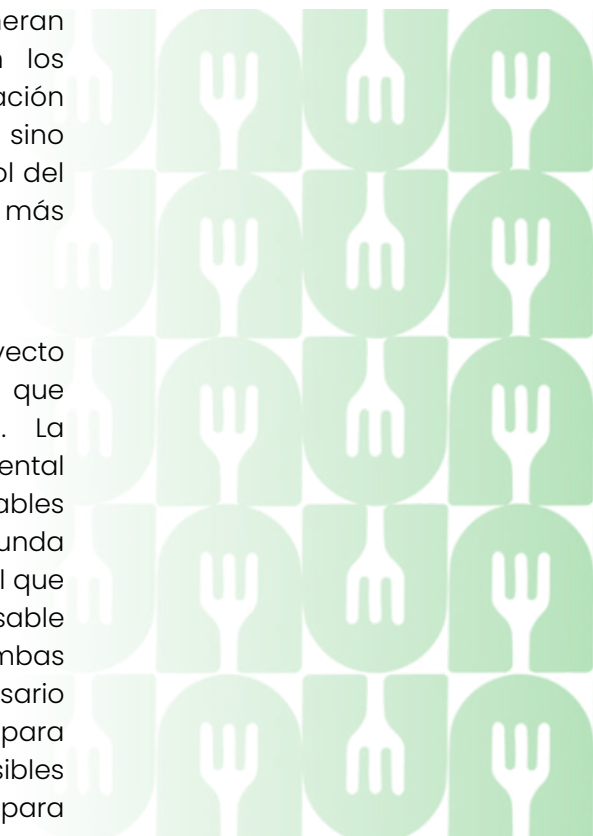 neran
los
ación
sino
ol del
más
yecto
que
. La
ental
ables
unda
l que
sable
mbas
sario
para
sibles
para